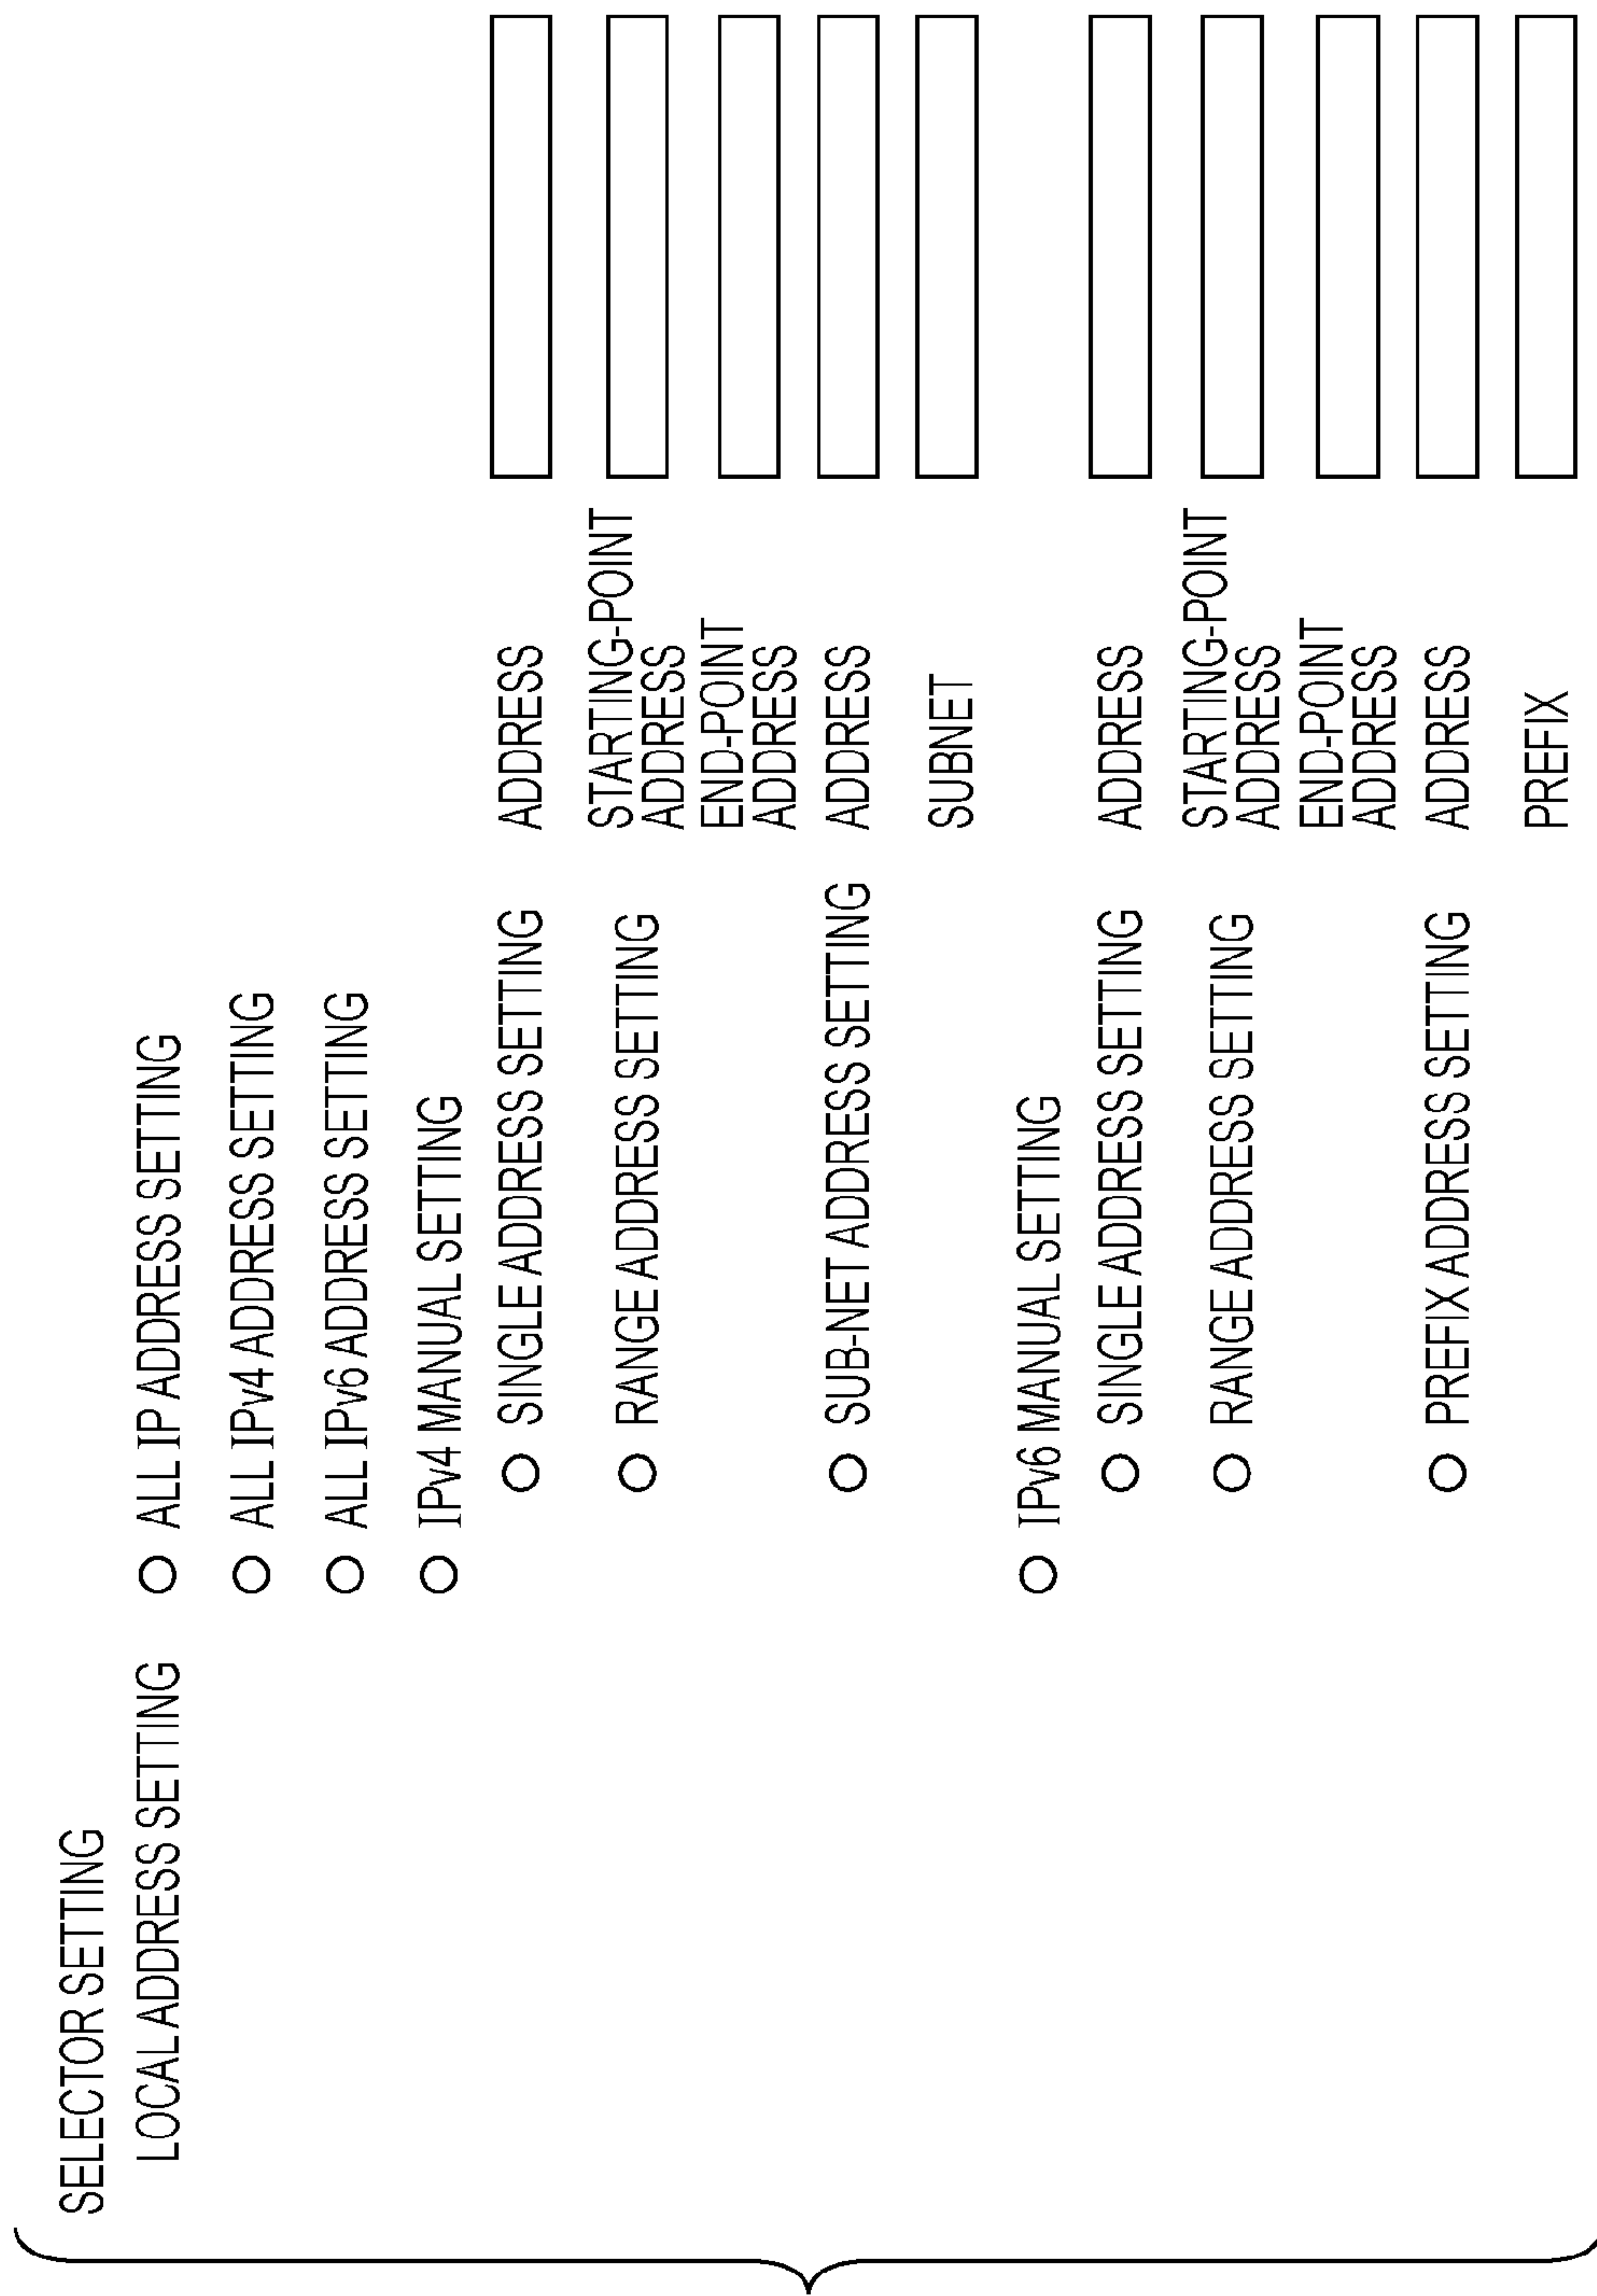 SELECTOR SETTING
LOCAL ADDRESS SETTING
ALL IP ADDRESS SETTING
ALL IPv4 ADDRESS SETTING
ALL IPv6 ADDRESS SETTING
IPv4 MANUAL SETTING
SINGLE ADDRESS SETTING
ADDRESS
RANGE ADDRESS SETTING
STARTING-POINT
ADDRESS
END-POINT
ADDRESS
SUB-NET ADDRESS SETTING
ADDRESS
SUBNET
IPv6 MANUAL SETTING
SINGLE ADDRESS SETTING
ADDRESS
RANGE ADDRESS SETTING
STARTING-POINT
ADDRESS
END-POINT
ADDRESS
PREFIX ADDRESS SETTING
ADDRESS
PREFIX